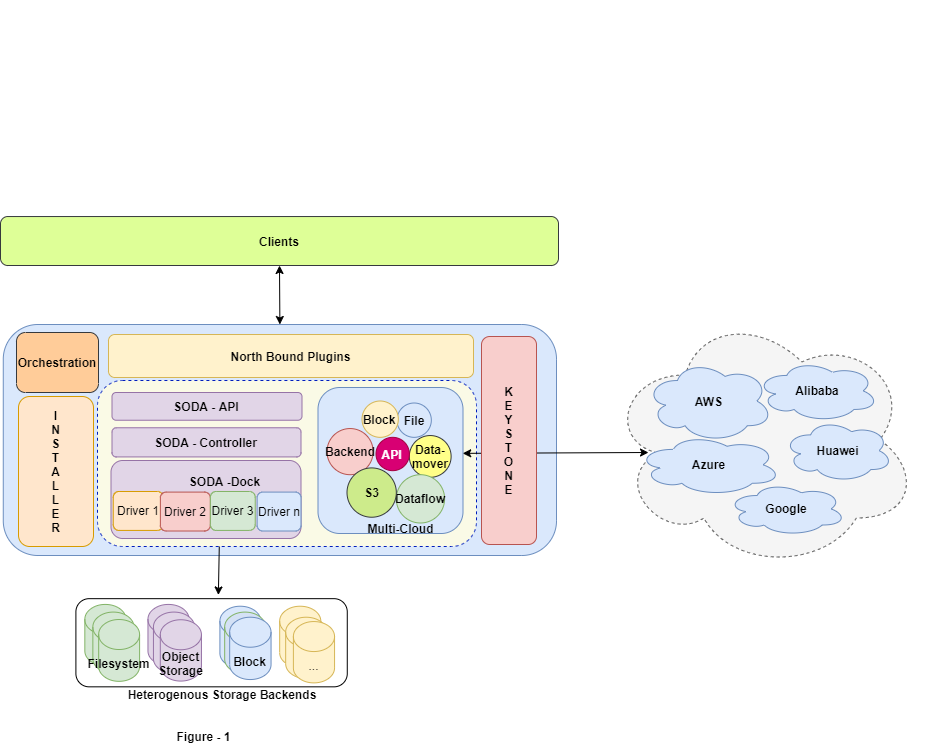 Clients
Orchestration
North Bound Plugins
I
N
S
T
A
L
L
E
R
SODA - API
SODA - Controller
SODA -Dock
Driver 1
Driver 2
Driver 3
Driver n
Block
File
Backend
API
Data-
mover
S3
Dataflow
Multi-Cloud
K
E
Y
S
T
O
N
E
AWS
Alibaba
Azure
Huawei
Google
Filesystem
Object
Storage
Block
...
Heterogenous Storage Backends
Figure - 1